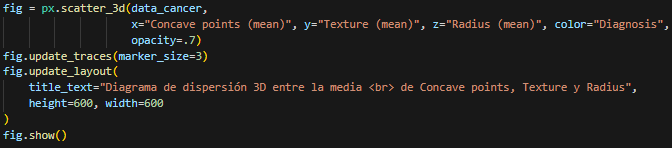 fig = px.scatter_3d(data_cancer,
                    x="Concave points (mean)", y="Texture (mean)", z="Radius (mean)", color="Diagnosis",
                    opacity=.7)
fig.update_traces(marker_size=3)
fig.update_layout(
    title_text="Diagrama de dispersión 3D entre la media <br> de Concave points, Texture y Radius",
    height=600, width=600
)
fig.show()